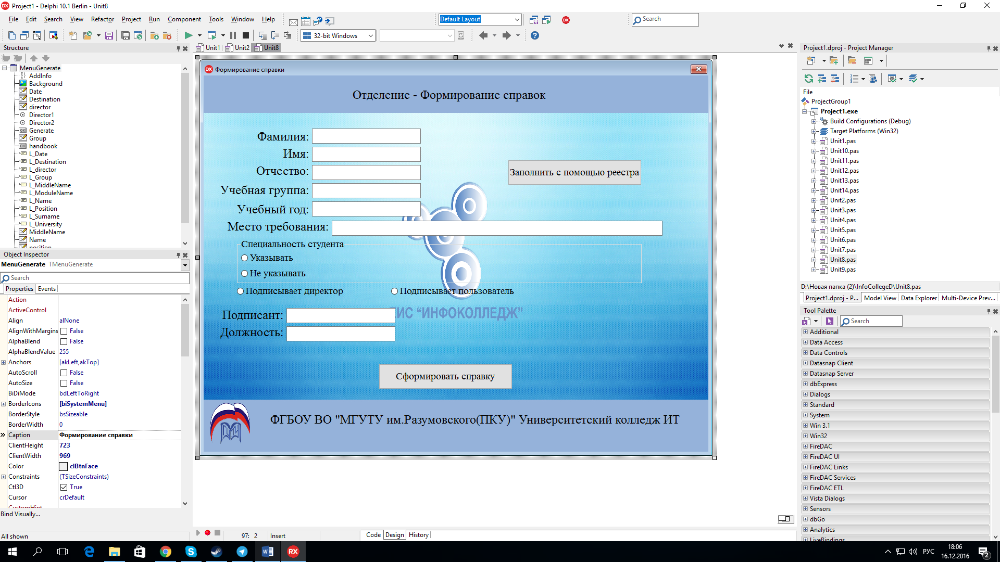 Project1 - Delphi 10.1 Berlin - Unit8
File Edit Search View Refactor Project Run Component Tools Window Help
Default Layout
Search
32-bit Windows
Structure
MenuGenerate
AddInfo
Background
Date
Destination
director
Director1
Director2
Generate
Group
handbook
L_Date
L_Destination
L_director
L_Group
L_MiddleName
L_ModuleName
L_Name
L_Position
L_Surname
L_University
MiddleName
Name
position
Object Inspector
MenuGenerate TMenuGenerate
Search
Properties Events
Action
ActiveControl
Align alNone
AlignWithMargins False
AlphaBlend False
AlphaBlendValue 255
Anchors [akLeft,akTop]
AutoScroll False
AutoSize False
BiDiMode bdLeftToRight
BorderIcons [biSystemMenu]
BorderStyle bsSizeable
BorderWidth 0
Caption Формирование справки
ClientHeight 723
ClientWidth 969
Color clBtnFace
Constraints (TSizeConstraints)
Ctl3D True
Cursor crDefault
CustomHint
Bind Visually...
All shown
Unit1 Unit2 Unit8
Формирование справки
Отделение - Формирование справок
Фамилия:
Имя:
Отчество:
Заполнить с помощью реестра
Учебная группа:
Учебный год:
Место требования:
Специальность студента
Указывать
Не указывать
Подписывает директор Подписывает пользователь
ИС “ИНФОКОЛЛЕДЖ”
Подписант:
Должность:
Сформировать справку
ФГБОУ ВО "МГУТУ им.Разумовского(ПКУ)" Университетский колледж ИТ
97: 2 Insert
Code Design History
Project1.dproj - Project Manager
File
ProjectGroup1
Project1.exe
Build Configurations (Debug)
Target Platforms (Win32)
Unit1.pas
Unit10.pas
Unit11.pas
Unit12.pas
Unit13.pas
Unit14.pas
Unit2.pas
Unit3.pas
Unit4.pas
Unit5.pas
Unit6.pas
Unit7.pas
Unit8.pas
Unit9.pas
D:\Новая папка (2)\InfoCollegeD\Unit8.pas
Project1.dproj - P... Model View Data Explorer Multi-Device Prev...
Tool Palette
Search
Additional
Data Access
Data Controls
Datasnap Client
Datasnap Server
dbExpress
Dialogs
Standard
System
Win 3.1
Win32
FireDAC
FireDAC UI
FireDAC Links
FireDAC Services
FireDAC ETL
Vista Dialogs
Sensors
dbGo
Analytics
LiveBindings
РУС
18:06
16.12.2016
2